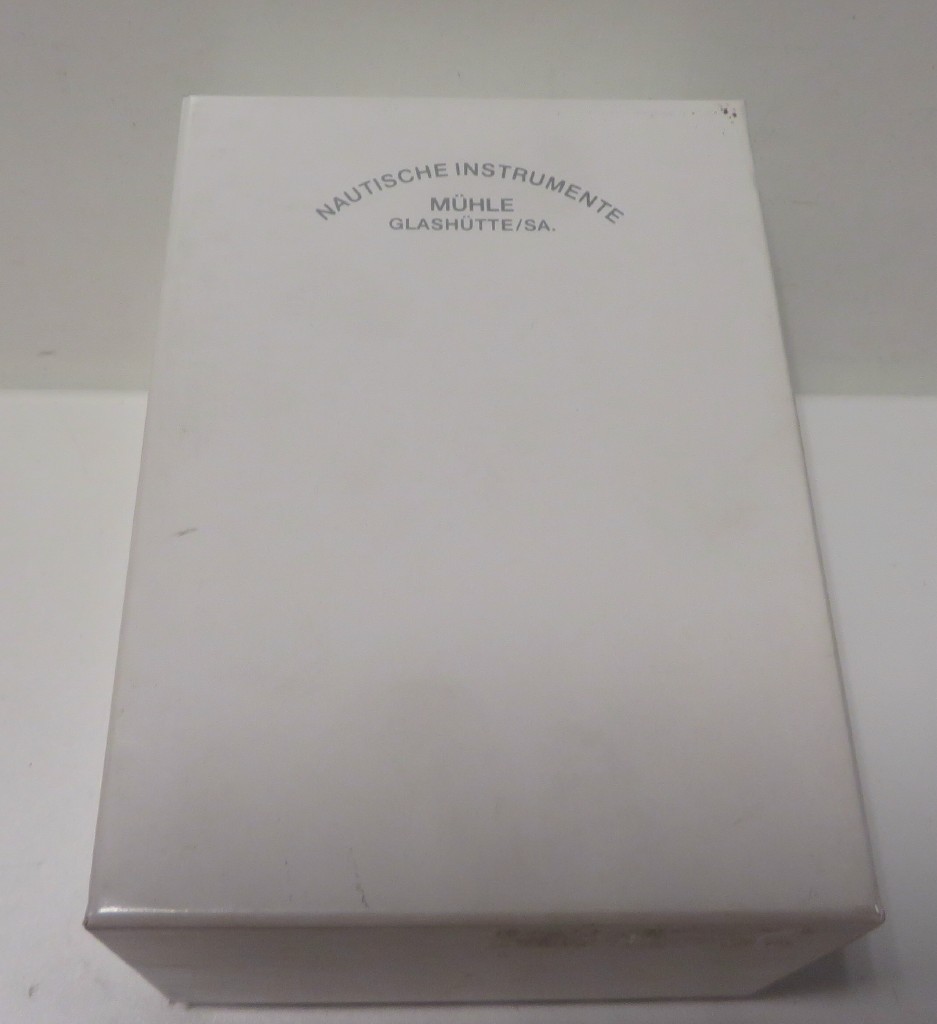 NAUTISCHE INSTRUMENTE
MÜHLE
GLASHÜTTE/SA.